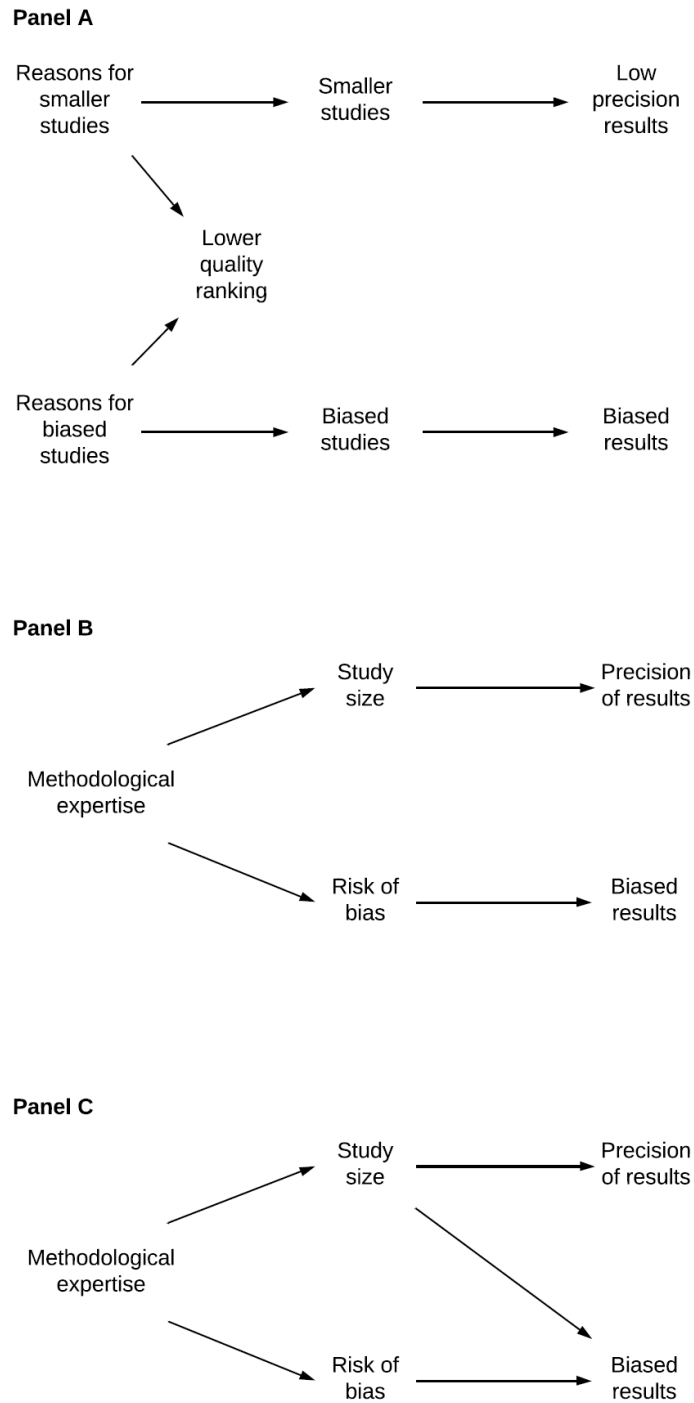 Panel A
Reasons for
smaller
studies
Smaller
studies
Low
precision
results
Lower
quality
ranking
Reasons for
biased
studies
Biased
studies
Biased
results
Panel B
Methodological
expertise
Study
size
Precision
of results
Risk of
bias
Biased
results
Panel C
Methodological
expertise
Study
size
Precision
of results
Risk of
bias
Biased
results